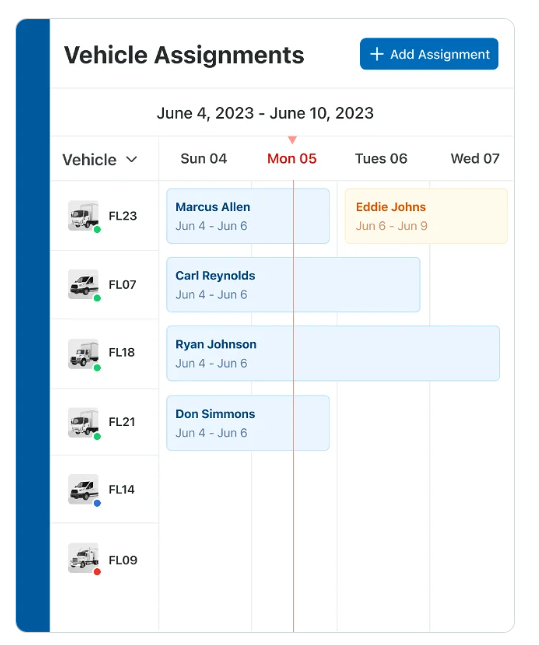 Vehicle Assignments
+ Add Assignment
June 4, 2023 - June 10, 2023
Vehicle
Sun 04
Mon 05
Tues 06
Wed 07
FL23
Marcus Allen
Jun 4 - Jun 6
Eddie Johns
Jun 6 - Jun 9
FL07
Carl Reynolds
Jun 4 - Jun 6
FL18
Ryan Johnson
Jun 4 - Jun 6
FL21
Don Simmons
Jun 4 - Jun 6
FL14
FL09